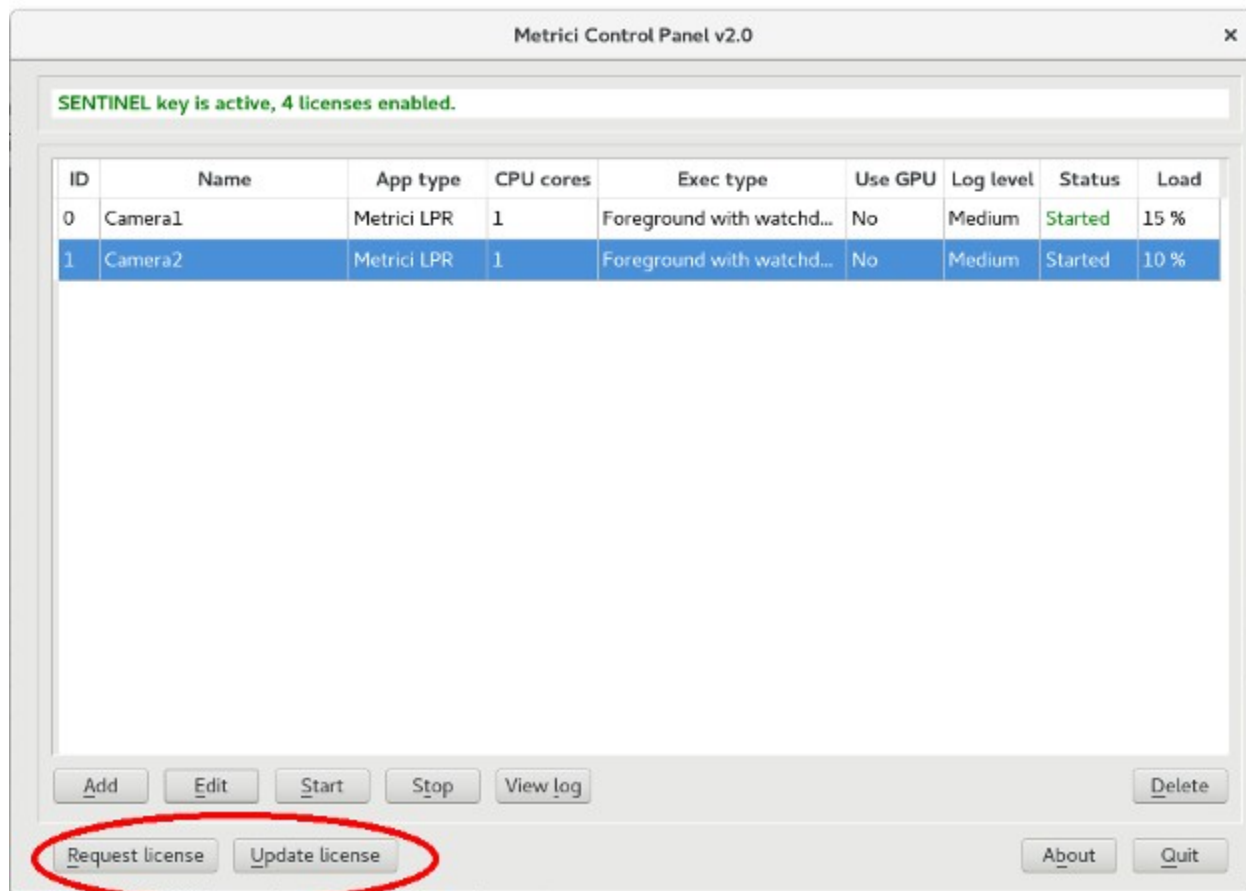 Metrici Control Panel v2.0 ×
SENTINEL key is active, 4 licenses enabled.
ID Name App type CPU cores Exec type Use GPU Log level Status Load
0 Camera1 Metrici LPR 1 Foreground with watchd... No Medium Started 15 %
1 Camera2 Metrici LPR 1 Foreground with watchd... No Medium Started 10 %
Add Edit Start Stop View log Delete
Request license Update license About Quit